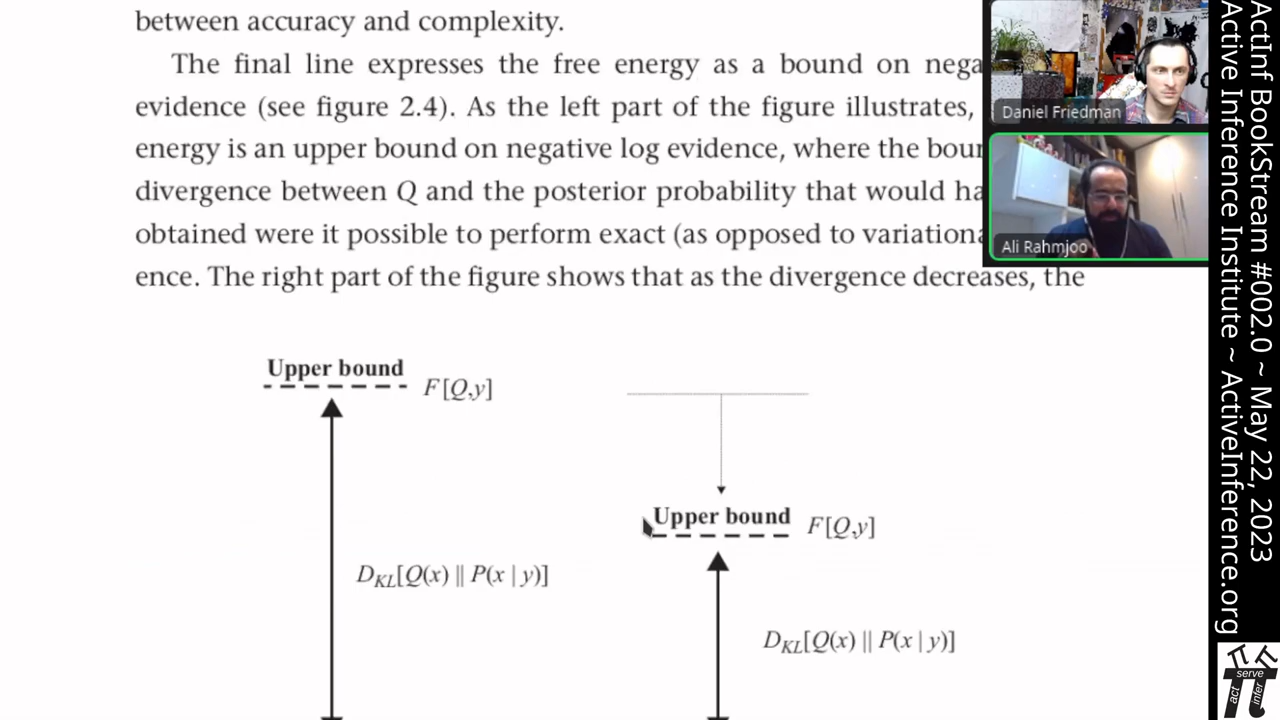 between accuracy and complexity.
The final line expresses the free energy as a bound on
evidence (see figure 2.4). As the left part of the figure illustrates,
energy is an upper bound on negative log evidence, where the
divergence between Q and the posterior probability that would
obtained were it possible to perform exact (as opposed to
ence. The right part of the figure shows that as the divergence decreases, the
Upper bound
F[Q,y]
D_KL[Q(x) || P(x | y)]
Upper bound
F[Q,y]
D_KL[Q(x) || P(x | y)]
Daniel Friedman
Ali Rahmjoo
ActInf BookStream #002.0 ~ May 22, 2023
Active Inference Institute ~ ActiveInference.org
serve
act
infer